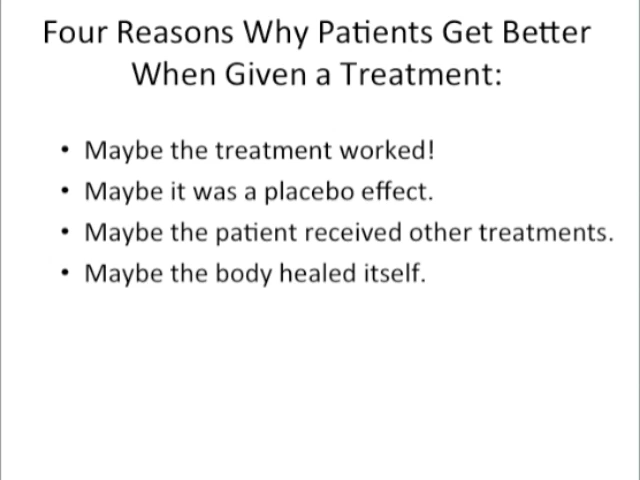 Four Reasons Why Patients Get Better
When Given a Treatment:
• Maybe the treatment worked!
• Maybe it was a placebo effect.
• Maybe the patient received other treatments.
• Maybe the body healed itself.